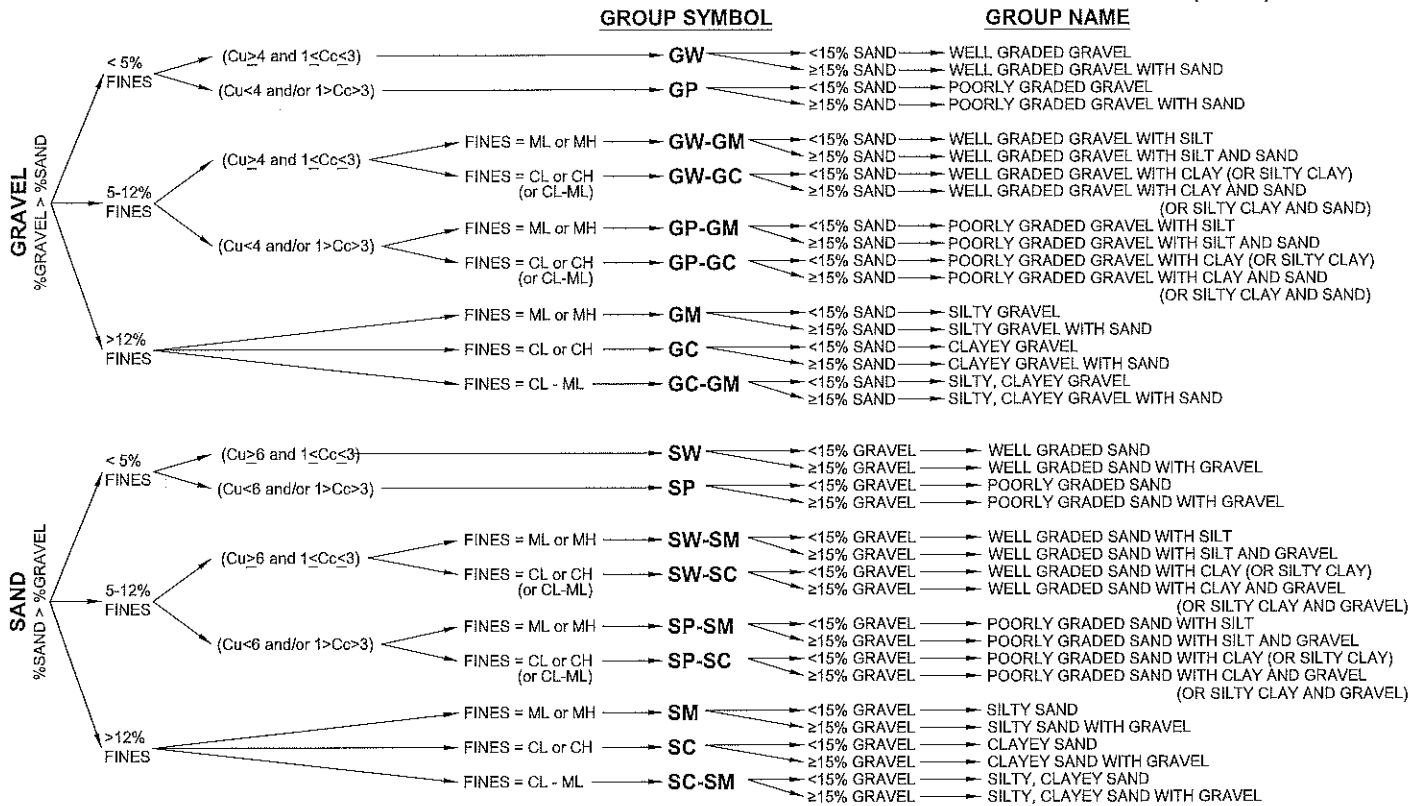 GROUP SYMBOL GROUP NAME
GRAVEL
%GRAVEL > %SAND
< 5% FINES
(Cu≥4 and 1≤Cc≤3) GW <15% SAND WELL GRADED GRAVEL
≥15% SAND WELL GRADED GRAVEL WITH SAND
(Cu<4 and/or 1>Cc>3) GP <15% SAND POORLY GRADED GRAVEL
≥15% SAND POORLY GRADED GRAVEL WITH SAND
5-12% FINES
(Cu≥4 and 1≤Cc≤3)
FINES = ML or MH GW-GM <15% SAND WELL GRADED GRAVEL WITH SILT
≥15% SAND WELL GRADED GRAVEL WITH SILT AND SAND
FINES = CL or CH GW-GC <15% SAND WELL GRADED GRAVEL WITH CLAY (OR SILTY CLAY)
(or CL-ML) ≥15% SAND WELL GRADED GRAVEL WITH CLAY AND SAND
(OR SILTY CLAY AND SAND)
(Cu<4 and/or 1>Cc>3)
FINES = ML or MH GP-GM <15% SAND POORLY GRADED GRAVEL WITH SILT
≥15% SAND POORLY GRADED GRAVEL WITH SILT AND SAND
FINES = CL or CH GP-GC <15% SAND POORLY GRADED GRAVEL WITH CLAY (OR SILTY CLAY)
(or CL-ML) ≥15% SAND POORLY GRADED GRAVEL WITH CLAY AND SAND
(OR SILTY CLAY AND SAND)
>12% FINES
FINES = ML or MH GM <15% SAND SILTY GRAVEL
≥15% SAND SILTY GRAVEL WITH SAND
FINES = CL or CH GC <15% SAND CLAYEY GRAVEL
≥15% SAND CLAYEY GRAVEL WITH SAND
FINES = CL - ML GC-GM <15% SAND SILTY, CLAYEY GRAVEL
≥15% SAND SILTY, CLAYEY GRAVEL WITH SAND
SAND
%SAND > %GRAVEL
< 5% FINES
(Cu≥6 and 1≤Cc≤3) SW <15% GRAVEL WELL GRADED SAND
≥15% GRAVEL WELL GRADED SAND WITH GRAVEL
(Cu<6 and/or 1>Cc>3) SP <15% GRAVEL POORLY GRADED SAND
≥15% GRAVEL POORLY GRADED SAND WITH GRAVEL
5-12% FINES
(Cu≥6 and 1≤Cc≤3)
FINES = ML or MH SW-SM <15% GRAVEL WELL GRADED SAND WITH SILT
≥15% GRAVEL WELL GRADED SAND WITH SILT AND GRAVEL
FINES = CL or CH SW-SC <15% GRAVEL WELL GRADED SAND WITH CLAY (OR SILTY CLAY)
(or CL-ML) ≥15% GRAVEL WELL GRADED SAND WITH CLAY AND GRAVEL
(OR SILTY CLAY AND GRAVEL)
(Cu<6 and/or 1>Cc>3)
FINES = ML or MH SP-SM <15% GRAVEL POORLY GRADED SAND WITH SILT
≥15% GRAVEL POORLY GRADED SAND WITH SILT AND GRAVEL
FINES = CL or CH SP-SC <15% GRAVEL POORLY GRADED SAND WITH CLAY (OR SILTY CLAY)
(or CL-ML) ≥15% GRAVEL POORLY GRADED SAND WITH CLAY AND GRAVEL
(OR SILTY CLAY AND GRAVEL)
>12% FINES
FINES = ML or MH SM <15% GRAVEL SILTY SAND
≥15% GRAVEL SILTY SAND WITH GRAVEL
FINES = CL or CH SC <15% GRAVEL CLAYEY SAND
≥15% GRAVEL CLAYEY SAND WITH GRAVEL
FINES = CL - ML SC-SM <15% GRAVEL SILTY, CLAYEY SAND
≥15% GRAVEL SILTY, CLAYEY SAND WITH GRAVEL